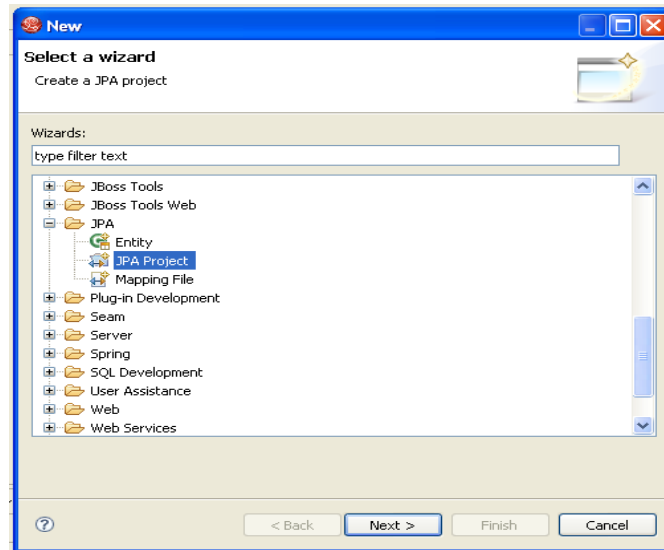 New
Select a wizard
Create a JPA project
Wizards:
type filter text
JBoss Tools
JBoss Tools Web
JPA
Entity
JPA Project
Mapping File
Plug-in Development
Seam
Server
Spring
SQL Development
User Assistance
Web
Web Services
? < Back Next > Finish Cancel